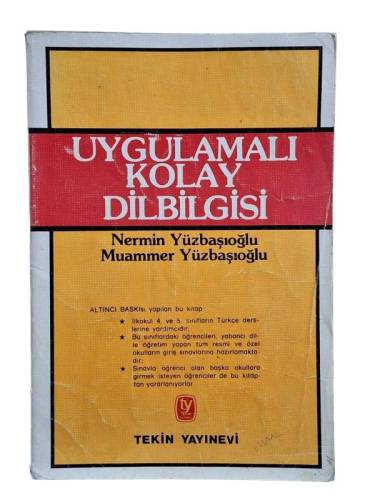 UYGULAMALI
KOLAY
DİLBİLGİSİ
Nermin Yüzbaşıoğlu
Muammer Yüzbaşıoğlu
ALTINCI BASKIsı yapılan bu kitap
★ İlkokul 4. ve 5. sınıfların Türkçe ders-
lerine yardımcıdır;
★ Bu sınıflardaki öğrencileri, yabancı dil-
le öğretim yapan tüm resmi ve özel
okulların giriş sınavlarına hazırlamakta-
dır;
★ Sınavla öğrenci alan başka okullara
girmek isteyen öğrenciler de bu kitap-
tan yararlanıyorlar
ty
TEKİN YAYINEVİ